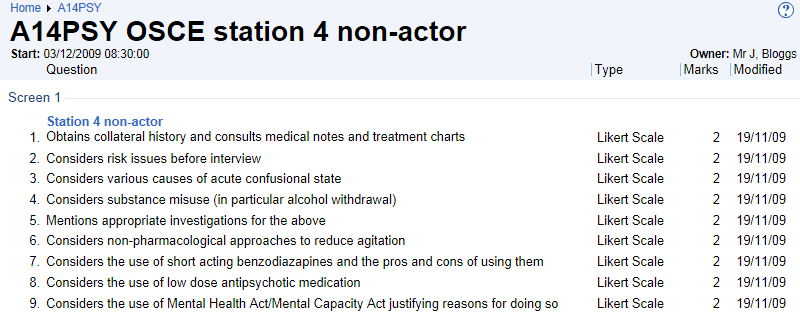 Home ▸ A14PSY
?
A14PSY OSCE station 4 non-actor
Start: 03/12/2009 08:30:00 Owner: Mr J, Bloggs
Question Type Marks Modified
Screen 1
Station 4 non-actor
1. Obtains collateral history and consults medical notes and treatment charts Likert Scale 2 19/11/09
2. Considers risk issues before interview Likert Scale 2 19/11/09
3. Considers various causes of acute confusional state Likert Scale 2 19/11/09
4. Considers substance misuse (in particular alcohol withdrawal) Likert Scale 2 19/11/09
5. Mentions appropriate investigations for the above Likert Scale 2 19/11/09
6. Considers non-pharmacological approaches to reduce agitation Likert Scale 2 19/11/09
7. Considers the use of short acting benzodiazapines and the pros and cons of using them Likert Scale 2 19/11/09
8. Considers the use of low dose antipsychotic medication Likert Scale 2 19/11/09
9. Considers the use of Mental Health Act/Mental Capacity Act justifying reasons for doing so Likert Scale 2 19/11/09